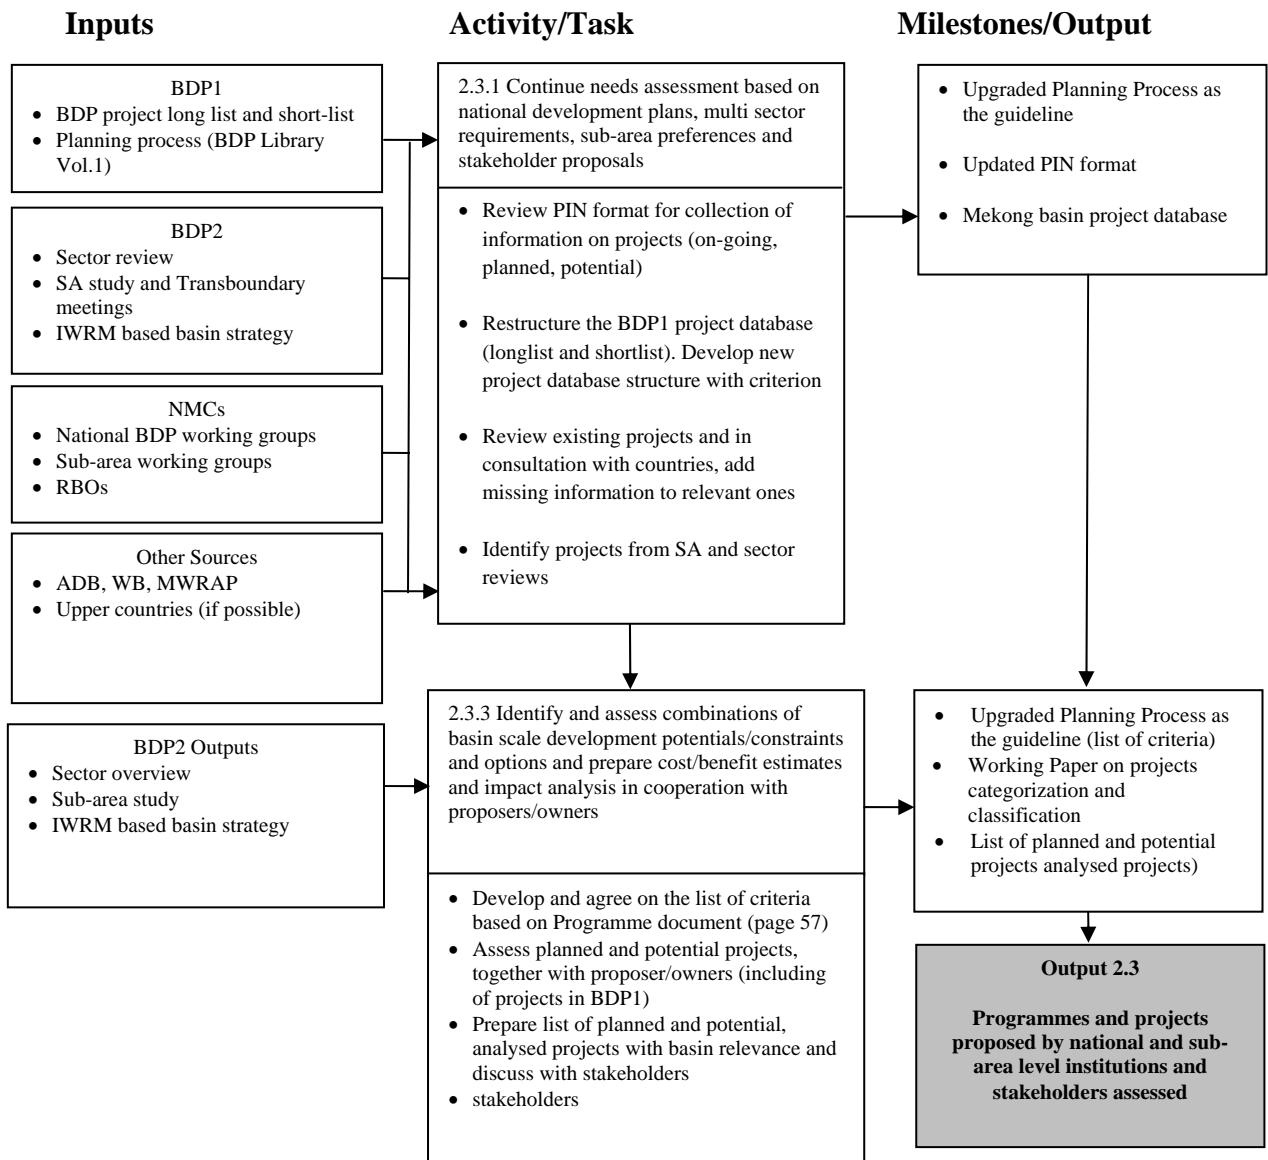 Inputs
Activity/Task
Milestones/Output
BDP1
• BDP project long list and short-list
• Planning process (BDP Library
Vol.1)
BDP2
• Sector review
• SA study and Transboundary
meetings
• IWRM based basin strategy
NMCs
• National BDP working groups
• Sub-area working groups
• RBOs
Other Sources
• ADB, WB, MWRAP
• Upper countries (if possible)
BDP2 Outputs
• Sector overview
• Sub-area study
• IWRM based basin strategy
2.3.1 Continue needs assessment based on
national development plans, multi sector
requirements, sub-area preferences and
stakeholder proposals
• Review PIN format for collection of
information on projects (on-going,
planned, potential)
• Restructure the BDP1 project database
(longlist and shortlist). Develop new
project database structure with criterion
• Review existing projects and in
consultation with countries, add
missing information to relevant ones
• Identify projects from SA and sector
reviews
2.3.3 Identify and assess combinations of
basin scale development potentials/constraints
and options and prepare cost/benefit estimates
and impact analysis in cooperation with
proposers/owners
• Develop and agree on the list of criteria
based on Programme document (page 57)
• Assess planned and potential projects,
together with proposer/owners (including
of projects in BDP1)
• Prepare list of planned and potential,
analysed projects with basin relevance and
discuss with stakeholders
• stakeholders
• Upgraded Planning Process as
the guideline
• Updated PIN format
• Mekong basin project database
• Upgraded Planning Process as
the guideline (list of criteria)
• Working Paper on projects
categorization and
classification
• List of planned and potential
projects analysed projects)
Output 2.3
Programmes and projects
proposed by national and sub-
area level institutions and
stakeholders assessed